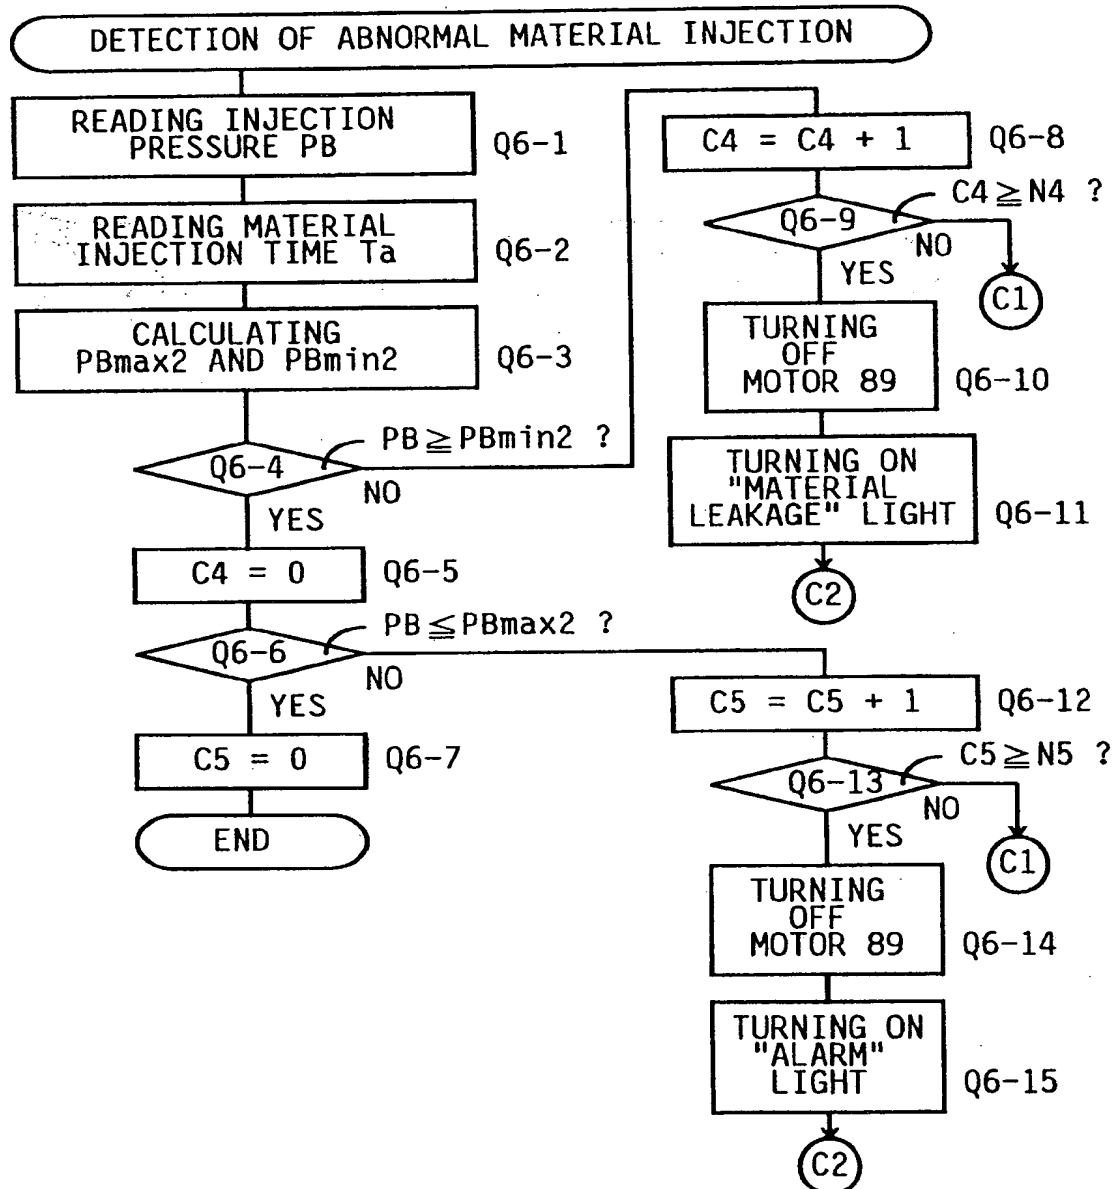 DETECTION OF ABNORMAL MATERIAL INJECTION
READING INJECTION
PRESSURE PB
Q6-1
READING MATERIAL
INJECTION TIME Ta
Q6-2
CALCULATING
PBmax2 AND PBmin2
Q6-3
PB≧PBmin2 ?
Q6-4
NO
YES
C4 = 0
Q6-5
PB≦PBmax2 ?
Q6-6
NO
YES
C5 = 0
Q6-7
END
C4 = C4 + 1
Q6-8
C4≧N4 ?
Q6-9
NO
YES
C1
TURNING
OFF
MOTOR 89
Q6-10
TURNING ON
"MATERIAL
LEAKAGE" LIGHT
Q6-11
C2
C5 = C5 + 1
Q6-12
C5≧N5 ?
Q6-13
NO
YES
C1
TURNING
OFF
MOTOR 89
Q6-14
TURNING ON
"ALARM"
LIGHT
Q6-15
C2